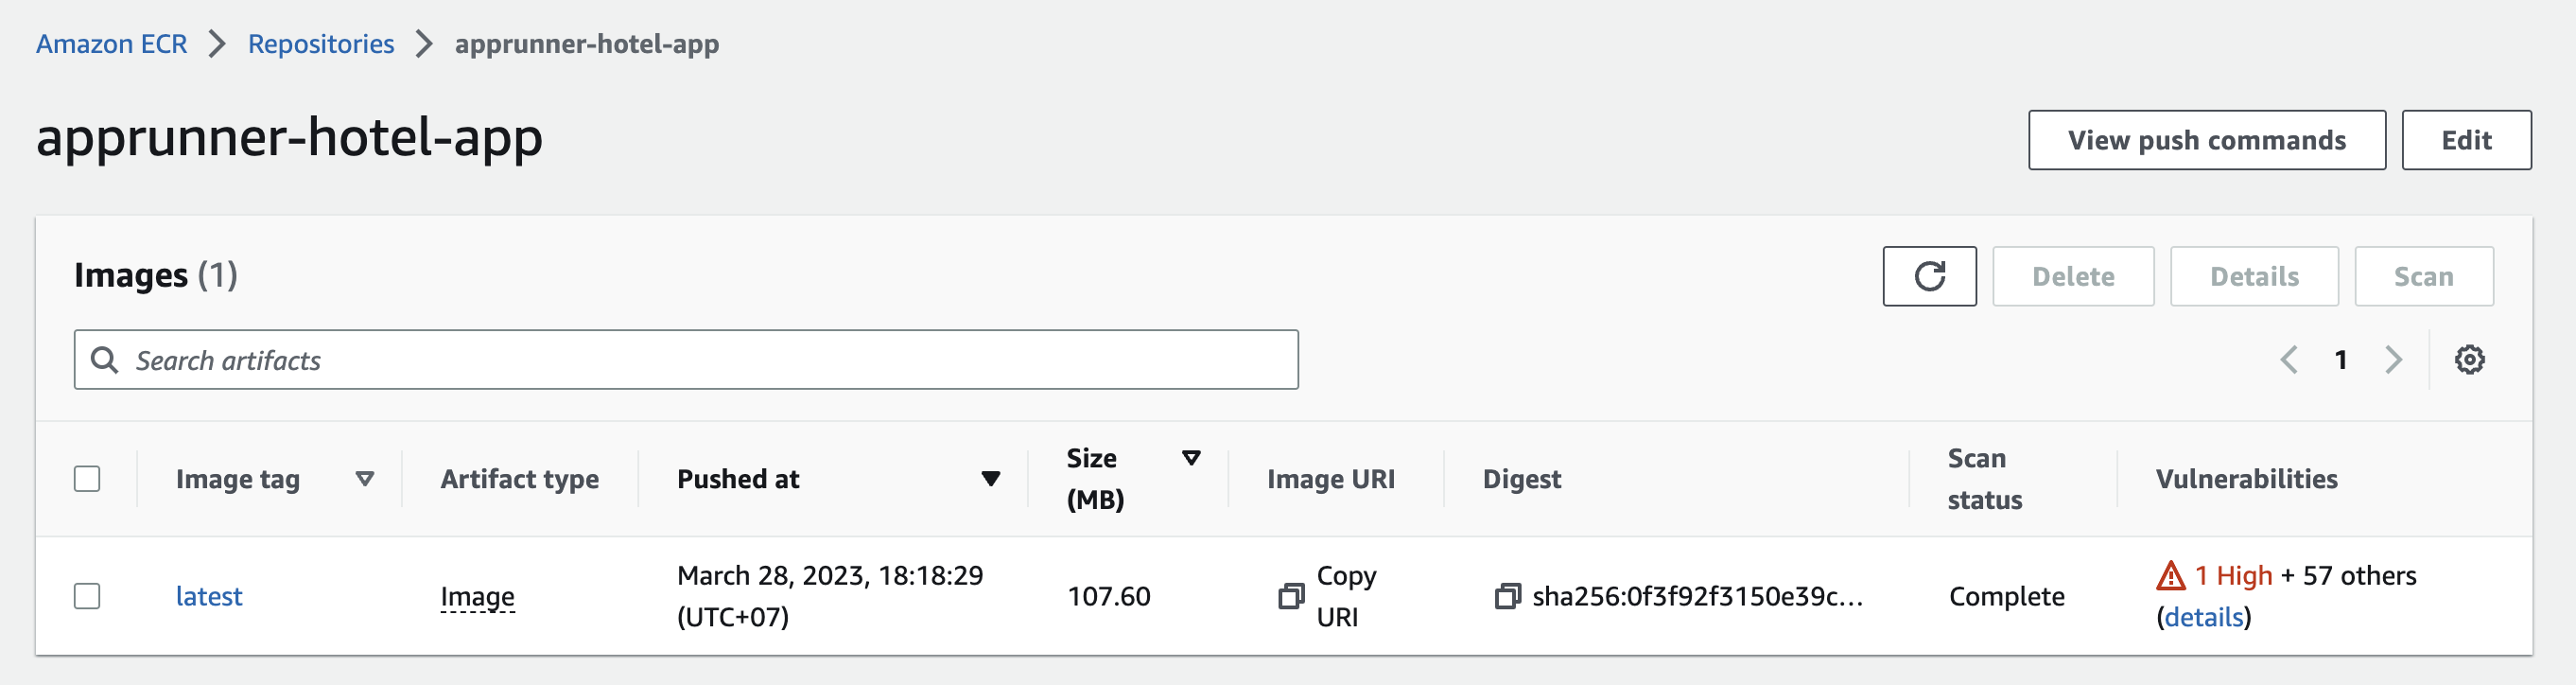 Amazon ECR > Repositories > apprunner-hotel-app
apprunner-hotel-app
View push commands
Edit
Images (1)
Delete
Details
Scan
Search artifacts
1
Image tag
Artifact type
Pushed at
Size
(MB)
Image URI
Digest
Scan
status
Vulnerabilities
latest
Image
March 28, 2023, 18:18:29
(UTC+07)
107.60
Copy
URI
sha256:0f3f92f3150e39c...
Complete
1 High + 57 others
(details)